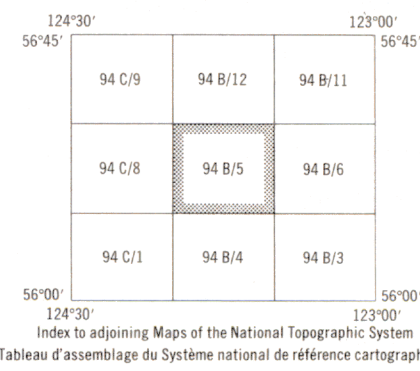 124°30′ 123°00′
56°45′ 56°45′
94 C/9 94 B/12 94 B/11
94 C/8 94 B/5 94 B/6
94 C/1 94 B/4 94 B/3
56°00′ 56°00′
124°30′ 123°00′
Index to adjoining Maps of the National Topographic System
Tableau d'assemblage du Système national de référence